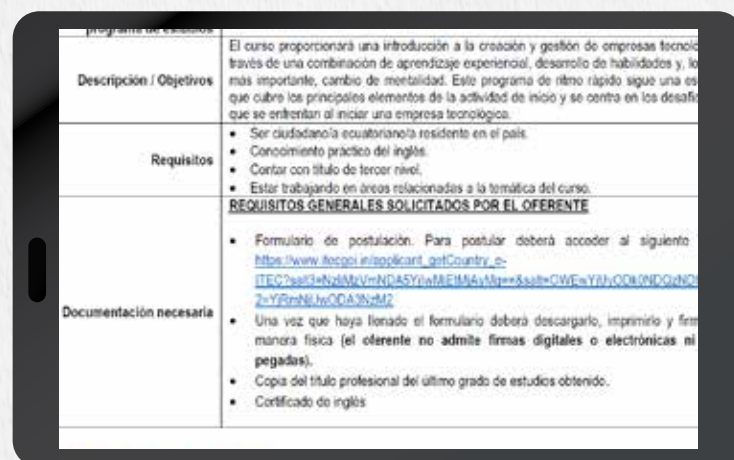 programa de estudios
El curso proporcionará una introducción a la creación y gestión de empresas tecnoló
Descripción / Objetivos
través de una combinación de aprendizaje experiencial, desarrollo de habilidades y, lo
más importante, cambio de mentalidad. Este programa de ritmo rápido sigue una es
que cubre los principales elementos de la actividad de inicio y se centra en los desafí
que se enfrentan al iniciar una empresa tecnológica.
Requisitos
• Ser ciudadano/a ecuatoriano/a residente en el país.
• Conocimiento práctico del inglés.
• Contar con título de tercer nivel.
• Estar trabajando en áreas relacionadas a la temática del curso.
REQUISITOS GENERALES SOLICITADOS POR EL OFERENTE
Documentación necesaria
• Formulario de postulación. Para postular deberá acceder al siguiente
https://www.itecgoi.in/applicant_getCountry_e-
• Una vez que haya llenado el formulario deberá descargarlo, imprimirlo y firm
manera física (el oferente no admite firmas digitales o electrónicas ni
pegadas).
• Copia del título profesional del último grado de estudios obtenido.
• Certificado de inglés